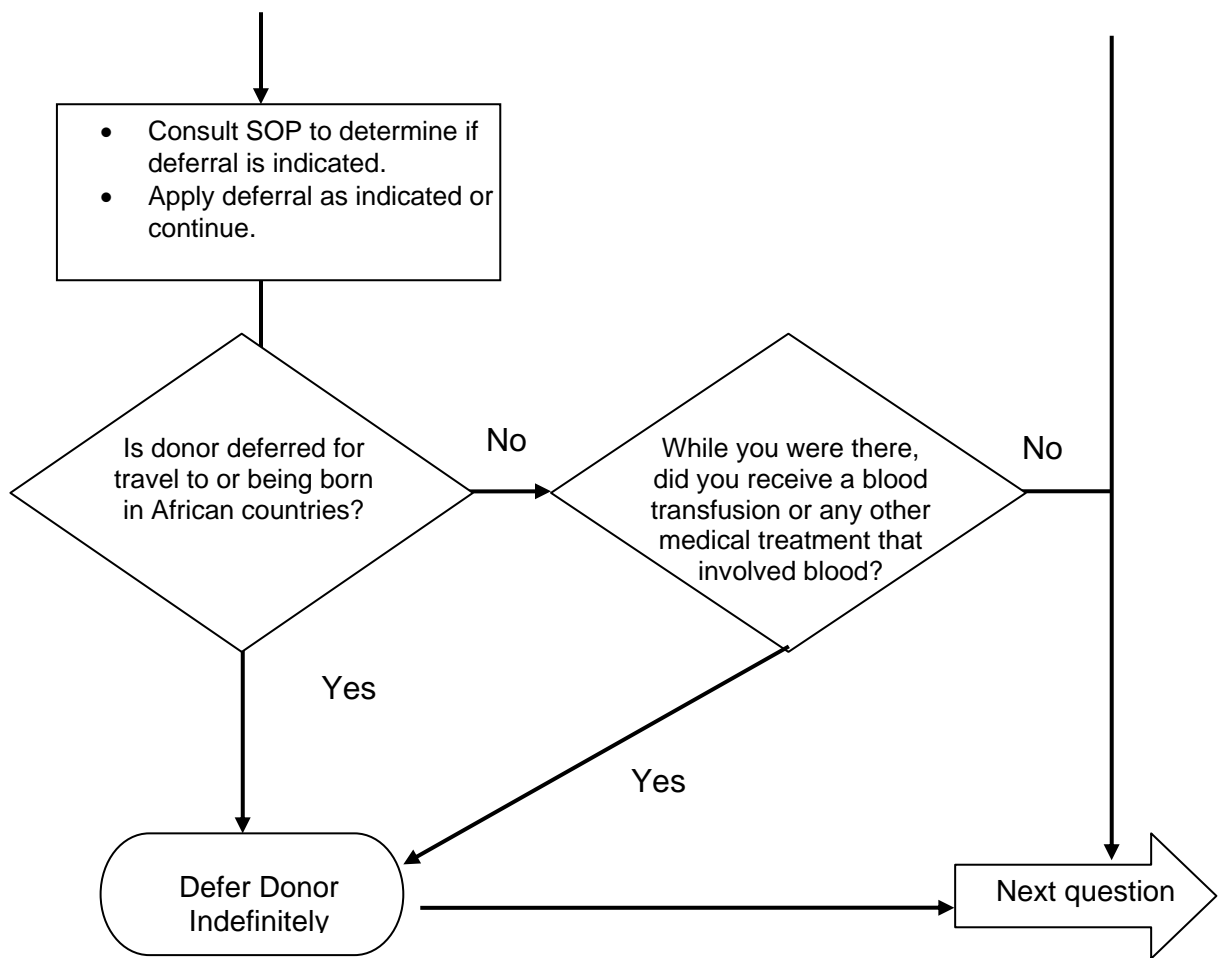 • Consult SOP to determine if
deferral is indicated.
• Apply deferral as indicated or
continue.
Is donor deferred for
travel to or being born
in African countries?
No
While you were there,
did you receive a blood
transfusion or any other
medical treatment that
involved blood?
No
Yes
Yes
Defer Donor
Indefinitely
Next question